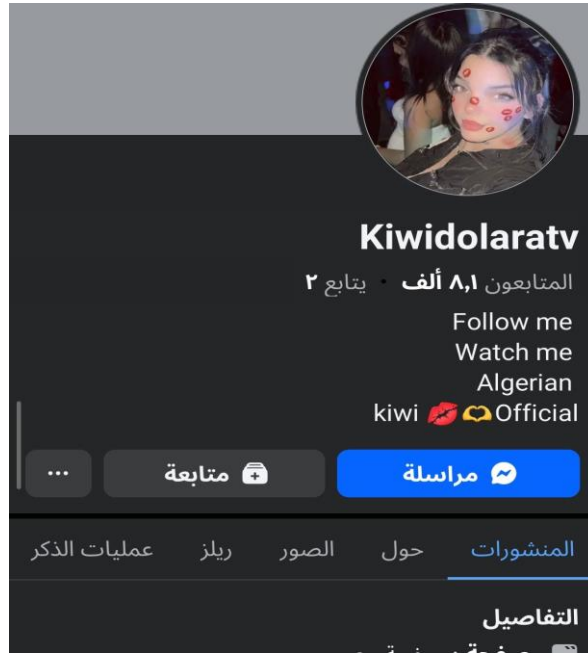 Kiwidolaratv
المتابعون ٨,١ ألف · يتابع ٢
Follow me
Watch me
Algerian
kiwi 💋🫶Official
مراسلة
متابعة
المنشورات
حول
الصور
ريلز
عمليات الذكر
التفاصيل